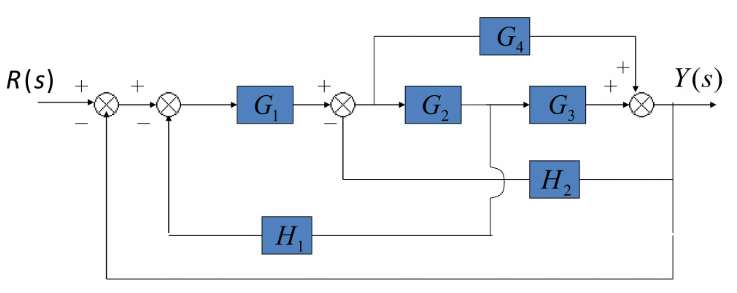 G₄
R(s) + + + + + Y(s)
G₁ G₂ G₃
− − −
H₂
H₁